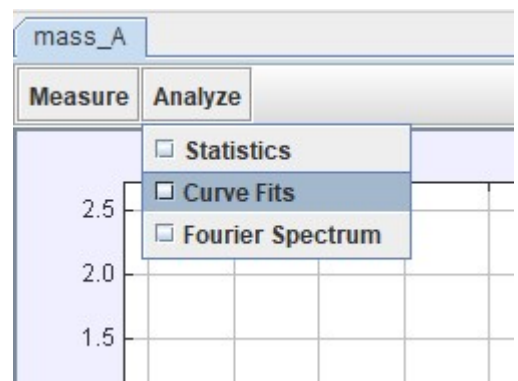 mass_A
Measure Analyze
Statistics
Curve Fits
Fourier Spectrum
2.5
2.0
1.5